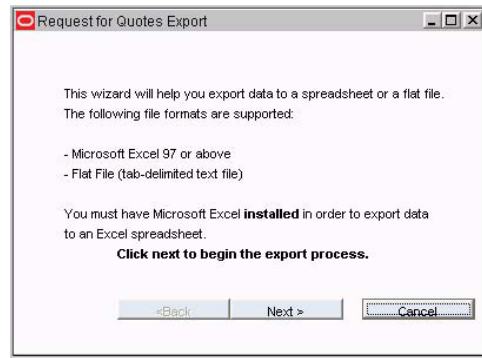 Request for Quotes Export
This wizard will help you export data to a spreadsheet or a flat file.
The following file formats are supported:
- Microsoft Excel 97 or above
- Flat File (tab-delimited text file)
You must have Microsoft Excel installed in order to export data
to an Excel spreadsheet.
Click next to begin the export process.
<Back Next > Cancel